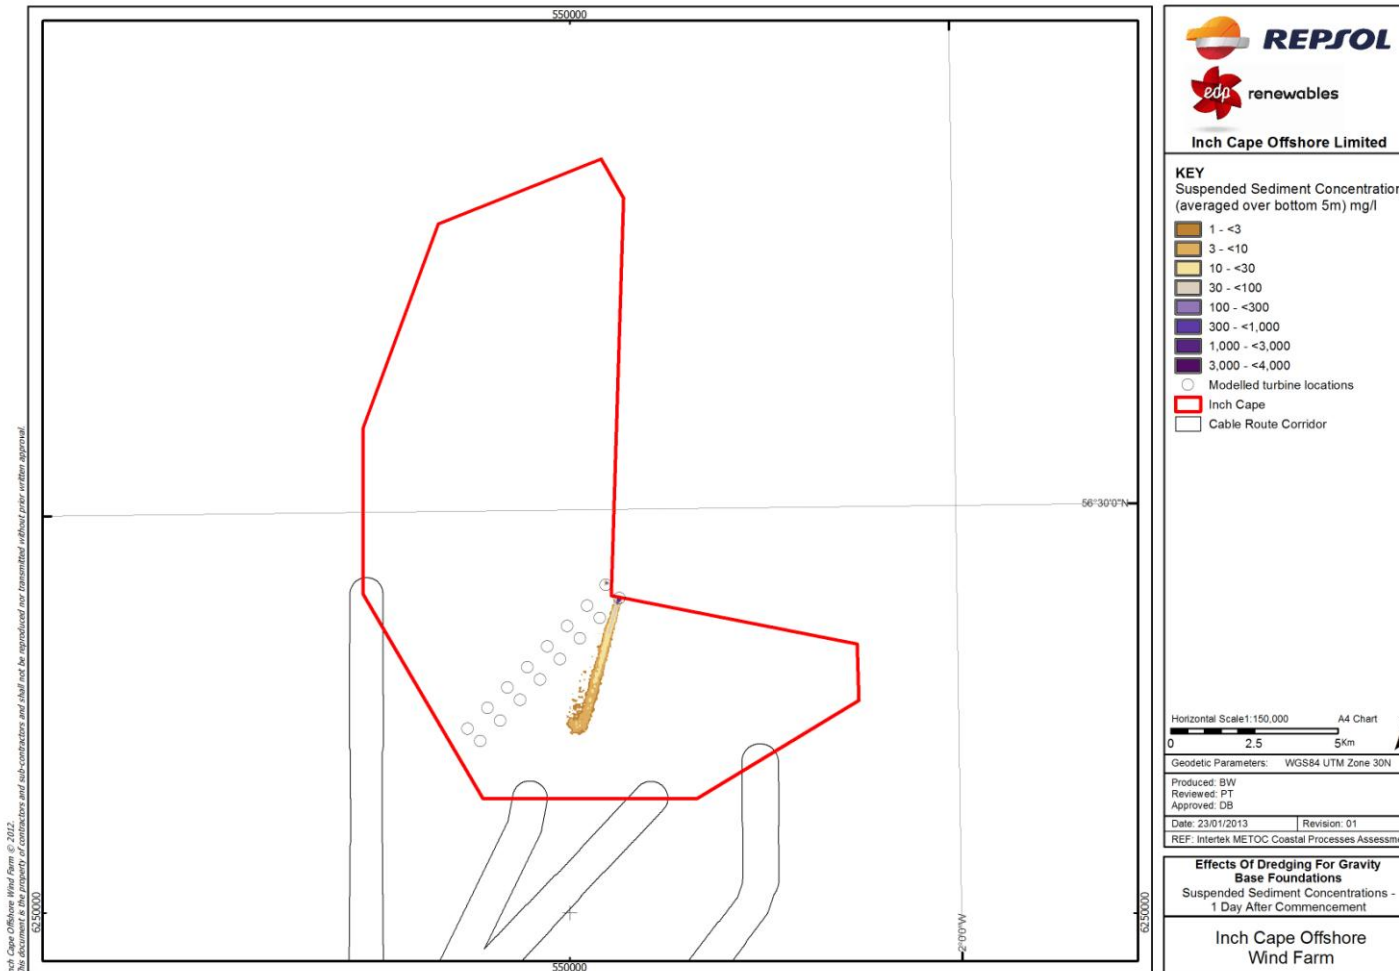 550000
REPSOL
edp renewables
Inch Cape Offshore Limited
KEY
Suspended Sediment Concentration
(averaged over bottom 5m) mg/l
1 - <3
3 - <10
10 - <30
30 - <100
100 - <300
300 - <1,000
1,000 - <3,000
3,000 - <4,000
Modelled turbine locations
Inch Cape
Cable Route Corridor
56°30'0"N
Horizontal Scale1:150,000 A4 Chart
0 2.5 5Km
Geodetic Parameters: WGS84 UTM Zone 30N
Produced: BW
Reviewed: PT
Approved: DB
Date: 23/01/2013 Revision: 01
REF: Intertek METOC Coastal Processes Assessme
Effects Of Dredging For Gravity
Base Foundations
Suspended Sediment Concentrations -
1 Day After Commencement
Inch Cape Offshore
Wind Farm
6250000
6250000
2°0'0"W
550000
nch Cape Offshore Wind Farm © 2012.
his document is the property of contractors and sub-contractors and shall not be reproduced nor transmitted without prior written approval.